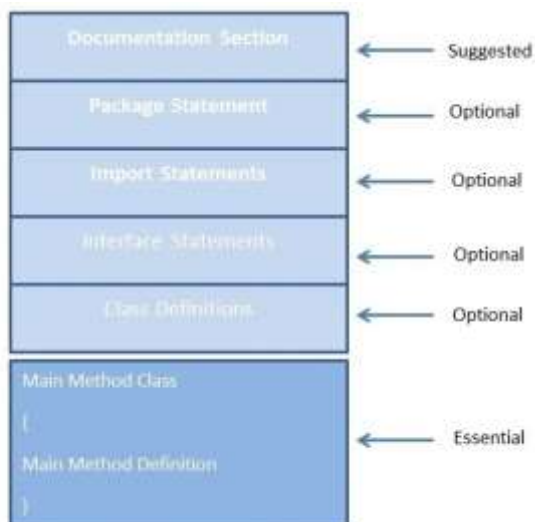 Documentation Section
Suggested
Package Statement
Optional
Import Statements
Optional
Interface Statements
Optional
Class Definitions
Optional
Main Method Class
{
Main Method Definition
}
Essential